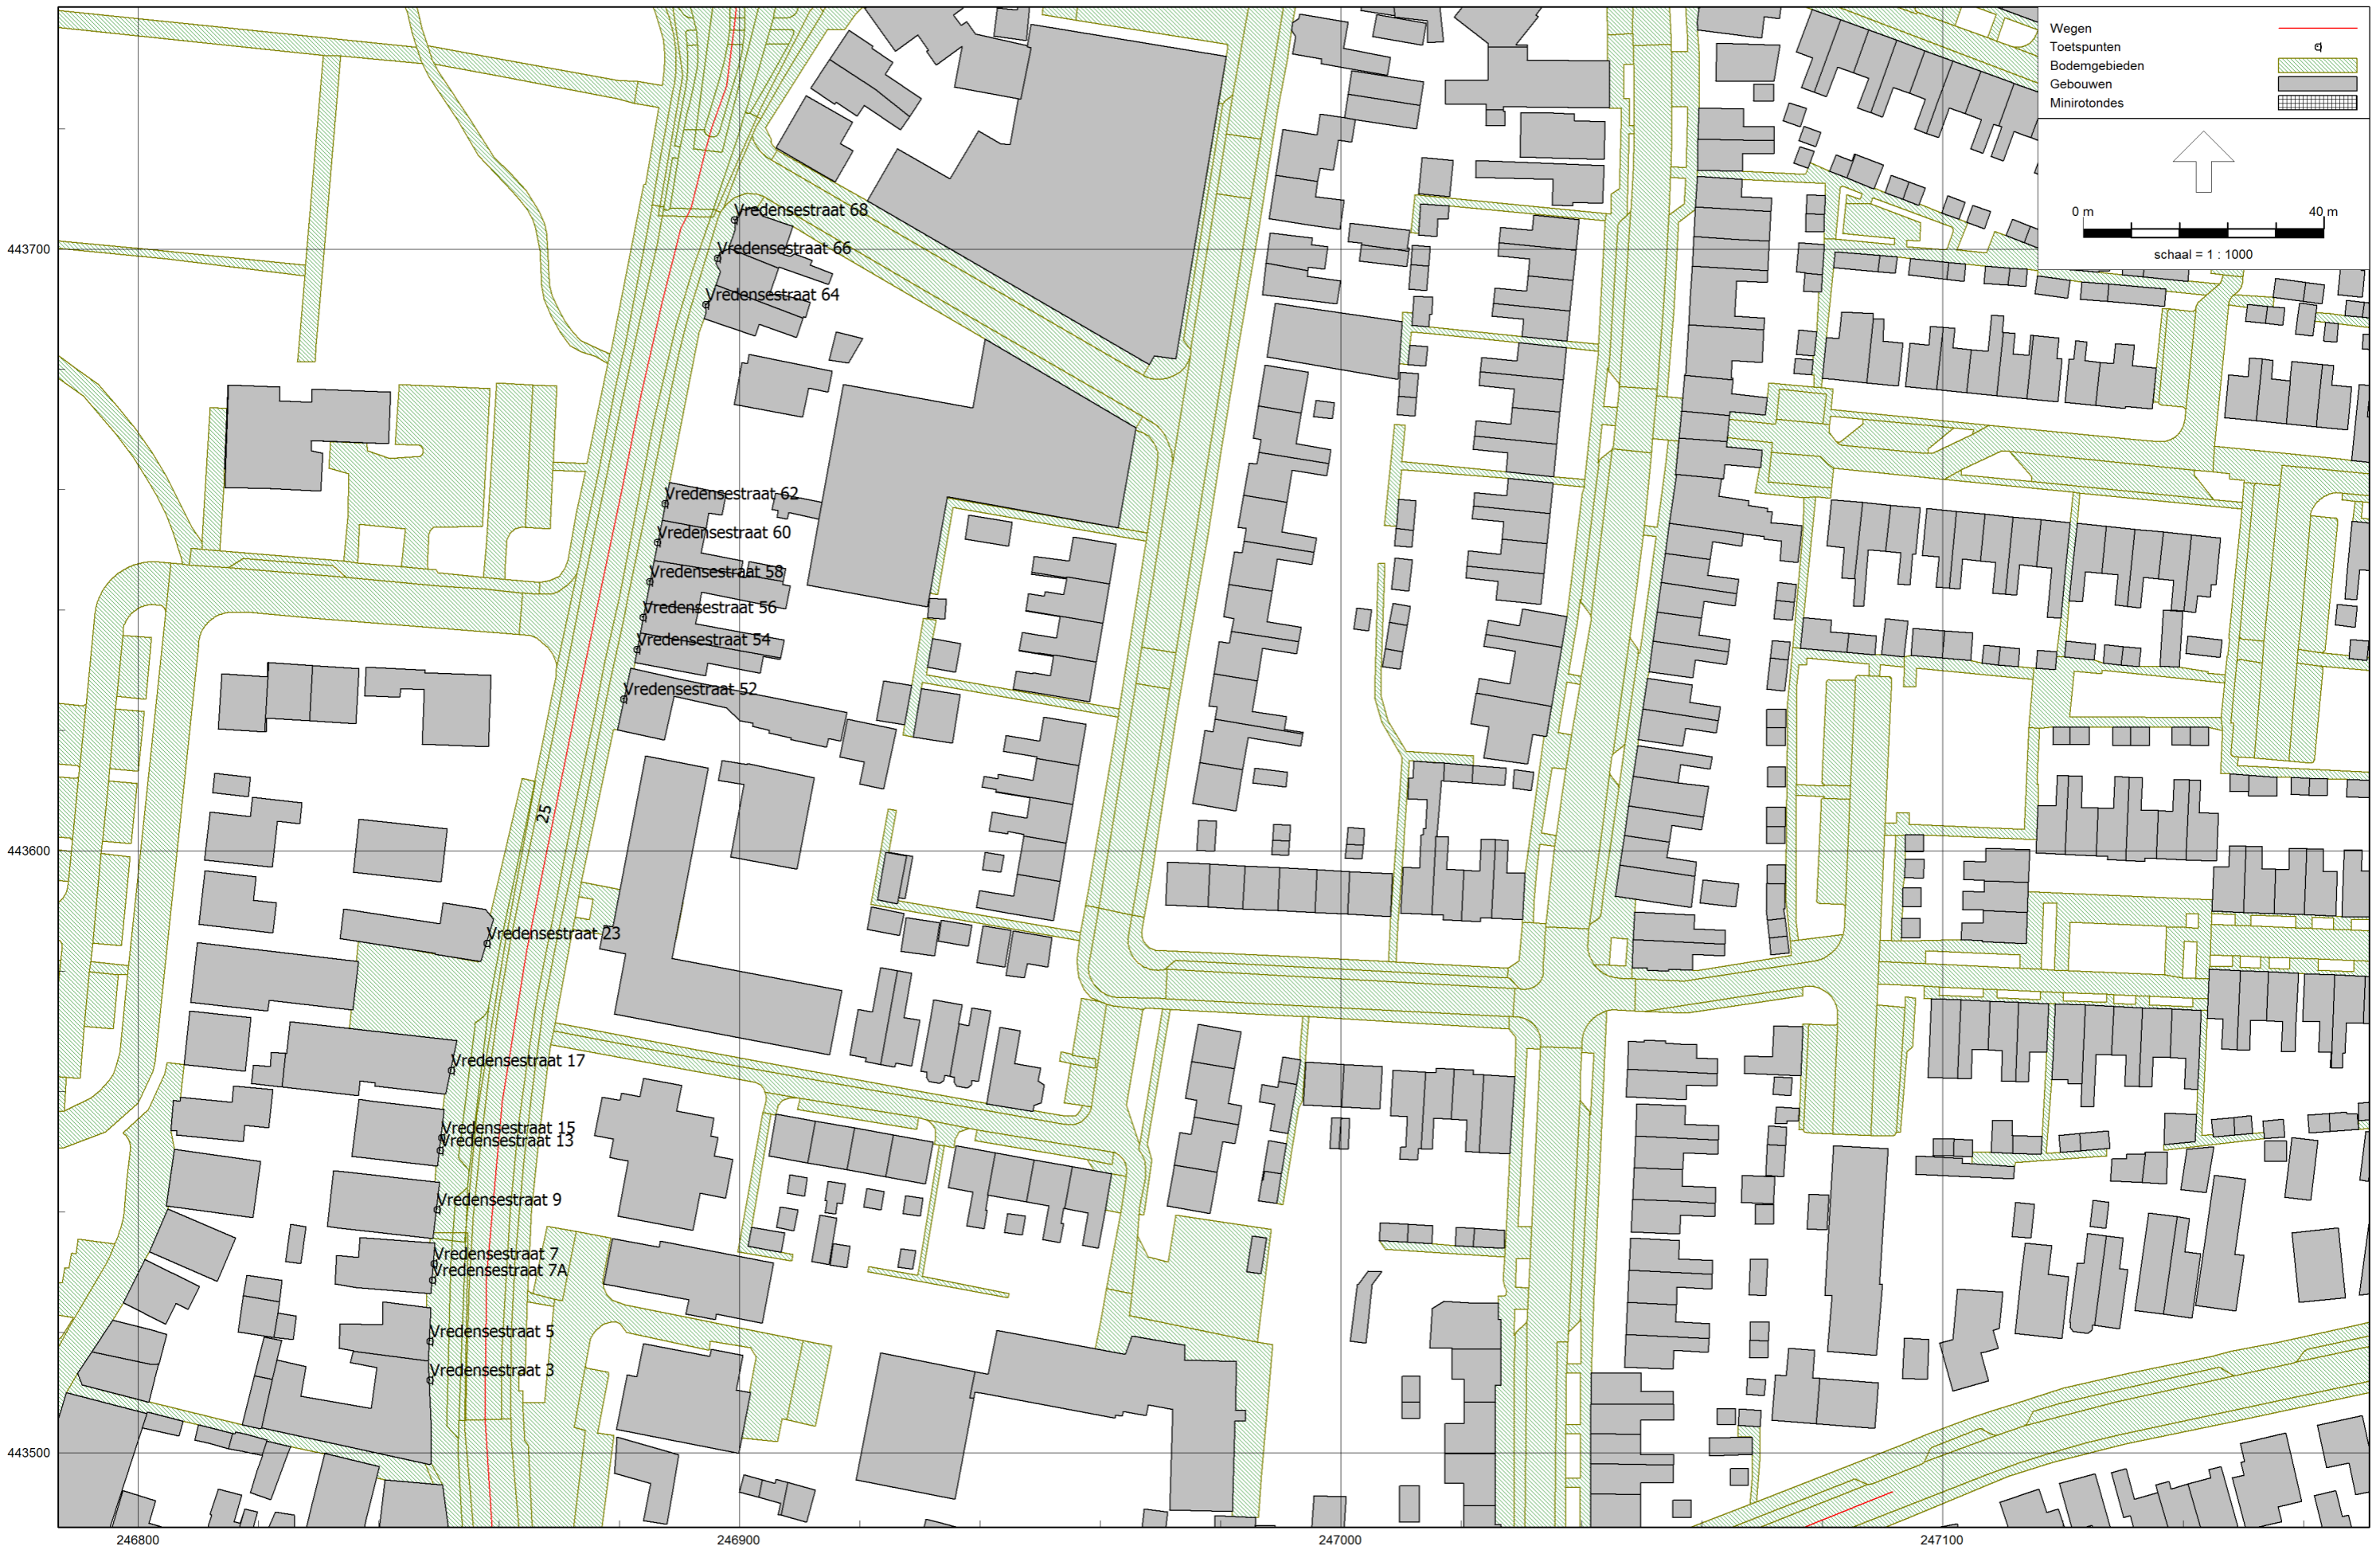 Wegen
Toetspunten
Bodemgebieden
Gebouwen
Minirotondes
0 m 40 m
schaal = 1 : 1000
Vredensestraat 68
443700
Vredensestraat 66
Vredensestraat 64
Vredensestraat 62
Vredensestraat 60
Vredensestraat 58
Vredensestraat 56
Vredensestraat 54
Vredensestraat 52
25
443600
Vredensestraat 23
Vredensestraat 17
Vredensestraat 15
Vredensestraat 13
Vredensestraat 9
Vredensestraat 7
Vredensestraat 7A
Vredensestraat 5
Vredensestraat 3
443500
246800 246900 247000 247100